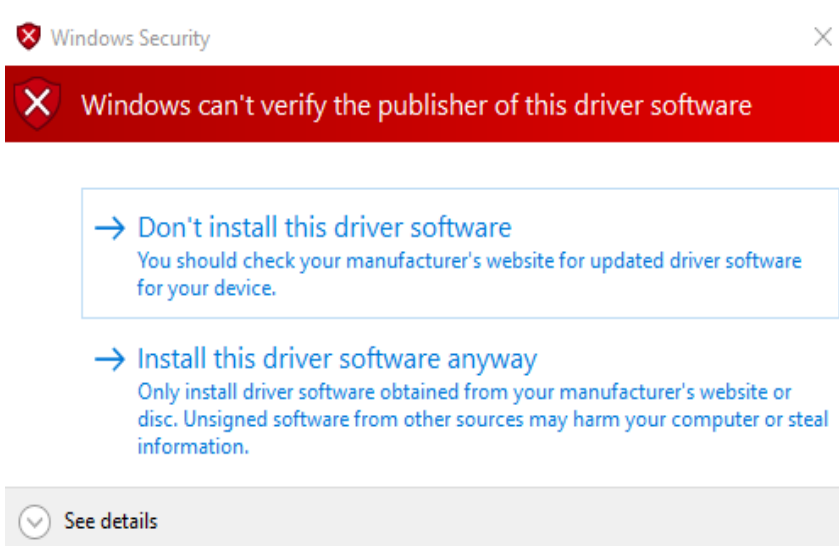 Windows Security
Windows can't verify the publisher of this driver software
Don't install this driver software
You should check your manufacturer's website for updated driver software
for your device.
Install this driver software anyway
Only install driver software obtained from your manufacturer's website or
disc. Unsigned software from other sources may harm your computer or steal
information.
See details